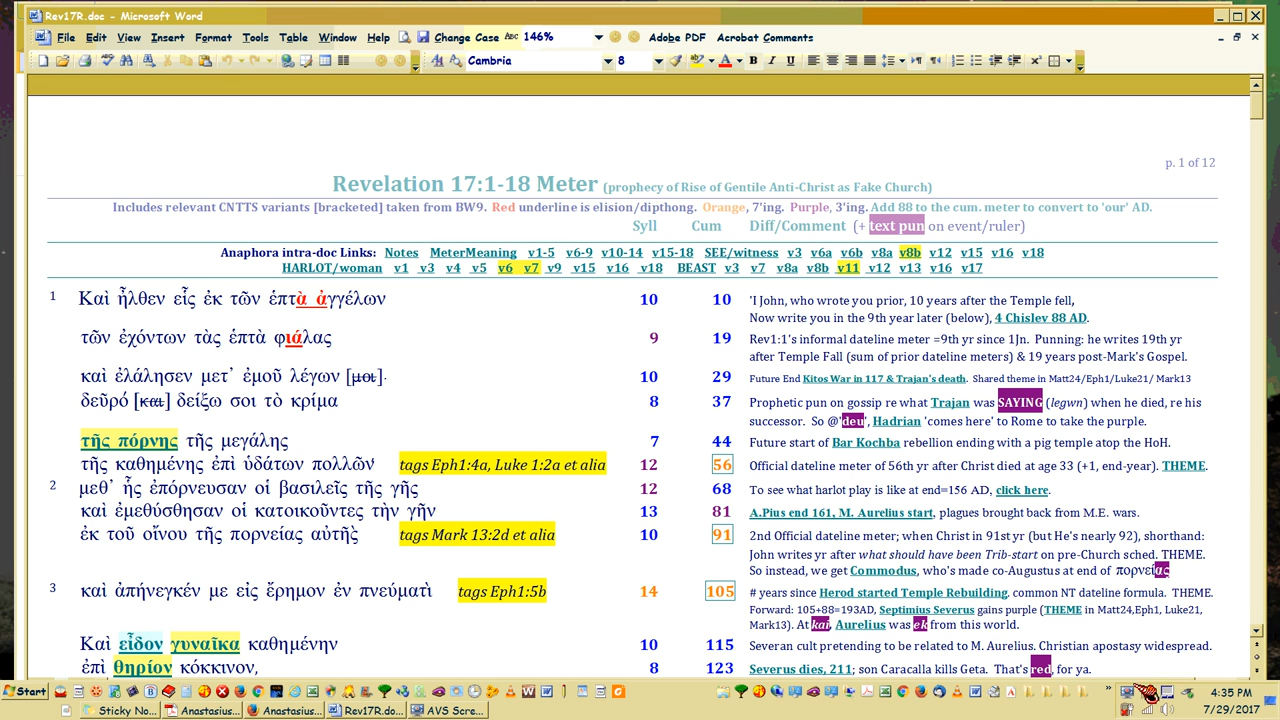 Rev17R.doc - Microsoft Word
File Edit View Insert Format Tools Table Window Help Change Case 146% Adobe PDF Acrobat Comments
Cambria 8
p. 1 of 12
Revelation 17:1-18 Meter (prophecy of Rise of Gentile Anti-Christ as Fake Church)
Includes relevant CNTTS variants [bracketed] taken from BW9. Red underline is elision/dipthong. Orange, 7'ing. Purple, 3'ing. Add 88 to the cum. meter to convert to 'our' AD.
Syll Cum Diff/Comment (+ text pun on event/ruler)
Anaphora intra-doc Links: Notes MeterMeaning v1-5 v6-9 v10-14 v15-18 SEE/witness v3 v6a v6b v8a v8b v12 v15 v16 v18
HARLOT/woman v1 v3 v4 v5 v6 v7 v9 v15 v16 v18 BEAST v3 v7 v8a v8b v11 v12 v13 v16 v17
1 Καὶ ἦλθεν εἷς ἐκ τῶν ἑπτὰ ἀγγέλων 10 10 'I John, who wrote you prior, 10 years after the Temple fell,
Now write you in the 9th year later (below), 4 Chislev 88 AD.
τῶν ἐχόντων τὰς ἑπτὰ φιάλας 9 19 Rev1:1's informal dateline meter =9th yr since 1Jn. Punning: he writes 19th yr
after Temple Fall (sum of prior dateline meters) & 19 years post-Mark's Gospel.
καὶ ἐλάλησεν μετ᾽ ἐμοῦ λέγων [μοι]· 10 29 Future End Kitos War in 117 & Trajan's death. Shared theme in Matt24/Eph1/Luke21/ Mark13
δεῦρό [και] δείξω σοι τὸ κρίμα 8 37 Prophetic pun on gossip re what Trajan was SAYING (legwn) when he died, re his
successor. So @'deu', Hadrian 'comes here' to Rome to take the purple.
τῆς πόρνης τῆς μεγάλης 7 44 Future start of Bar Kochba rebellion ending with a pig temple atop the HoH.
τῆς καθημένης ἐπὶ ὑδάτων πολλῶν tags Eph1:4a, Luke 1:2a et alia 12 56 Official dateline meter of 56th yr after Christ died at age 33 (+1, end-year). THEME.
2 μεθ᾽ ἧς ἐπόρνευσαν οἱ βασιλεῖς τῆς γῆς 12 68 To see what harlot play is like at end=156 AD, click here.
καὶ ἐμεθύσθησαν οἱ κατοικοῦντες τὴν γῆν 13 81 A.Pius end 161, M. Aurelius start, plagues brought back from M.E. wars.
ἐκ τοῦ οἴνου τῆς πορνείας αὐτῆς tags Mark 13:2d et alia 10 91 2nd Official dateline meter; when Christ in 91st yr (but He's nearly 92), shorthand:
John writes yr after what should have been Trib-start on pre-Church sched. THEME.
So instead, we get Commodus, who's made co-Augustus at end of πορνείας
3 καὶ ἀπήνεγκέν με εἰς ἔρημον ἐν πνεύματὶ tags Eph1:5b 14 105 # years since Herod started Temple Rebuilding. common NT dateline formula. THEME.
Forward: 105+88=193AD, Septimius Severus gains purple (THEME in Matt24,Eph1, Luke21,
Mark13). At kai Aurelius was ek from this world.
Καὶ εἶδον γυναῖκα καθημένην 10 115 Severan cult pretending to be related to M. Aurelius. Christian apostasy widespread.
ἐπὶ θηρίον κόκκινον, 8 123 Severus dies, 211; son Caracalla kills Geta. That's red, for ya.
Start 4:35 PM
7/29/2017
Sticky No... Anastasius... Anastasius... Rev17R.do... AVS Scre...